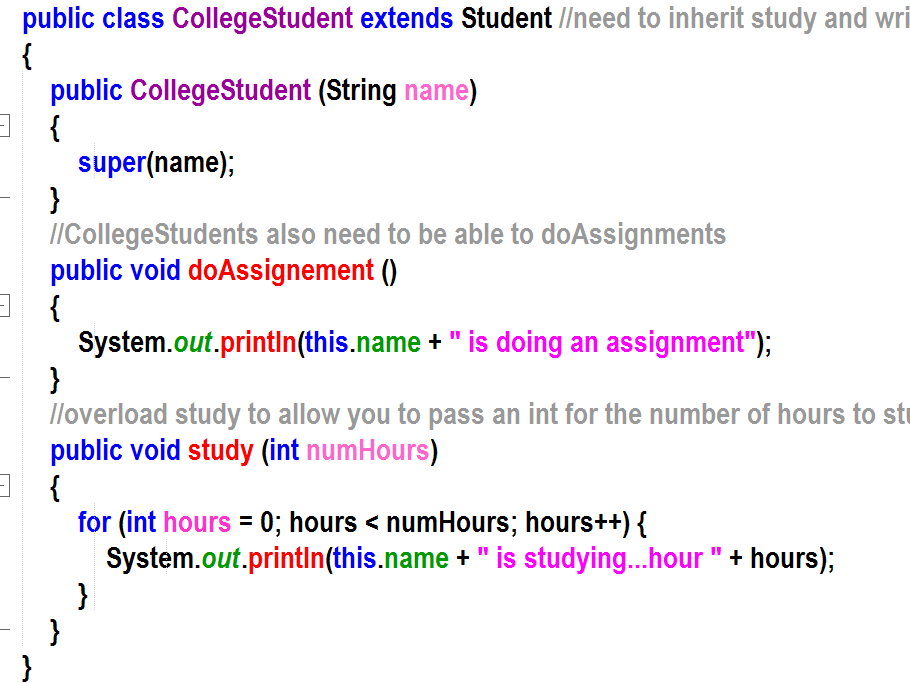 public class CollegeStudent extends Student //need to inherit study and
{
public CollegeStudent (String name)
{
super(name);
}
//CollegeStudents also need to be able to doAssignments
public void doAssignement ()
{
System.out.println(this.name + " is doing an assignment");
}
//overload study to allow you to pass an int for the number of hours to
public void study (int numHours)
{
for (int hours = 0; hours < numHours; hours++) {
System.out.println(this.name + " is studying...hour " + hours);
}
}
}